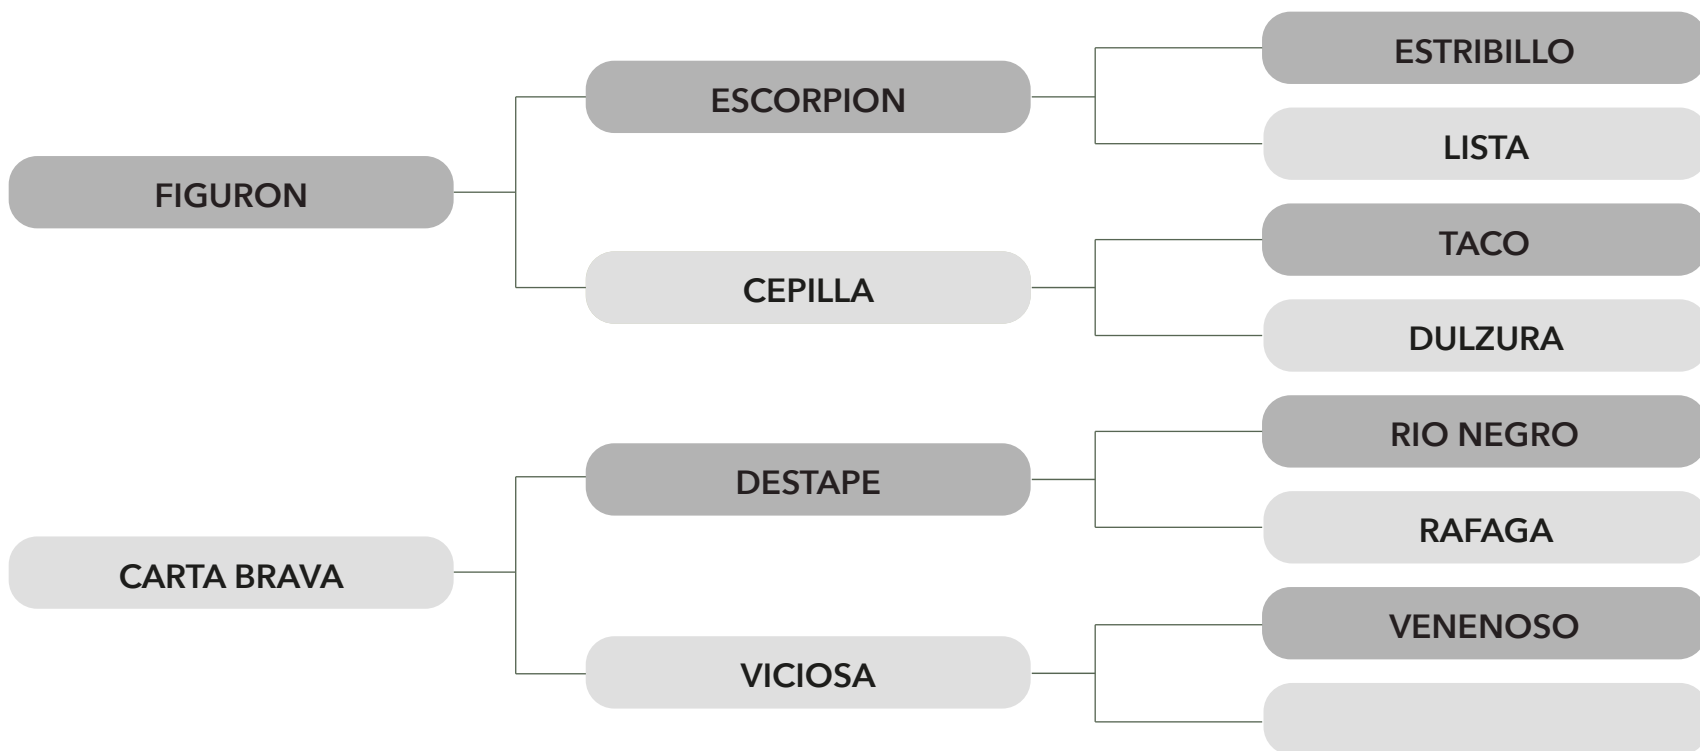 ESTRIBILLO
ESCORPION
LISTA
FIGURON
TACO
CEPILLA
DULZURA
RIO NEGRO
DESTAPE
RAFAGA
CARTA BRAVA
VENENOSO
VICIOSA